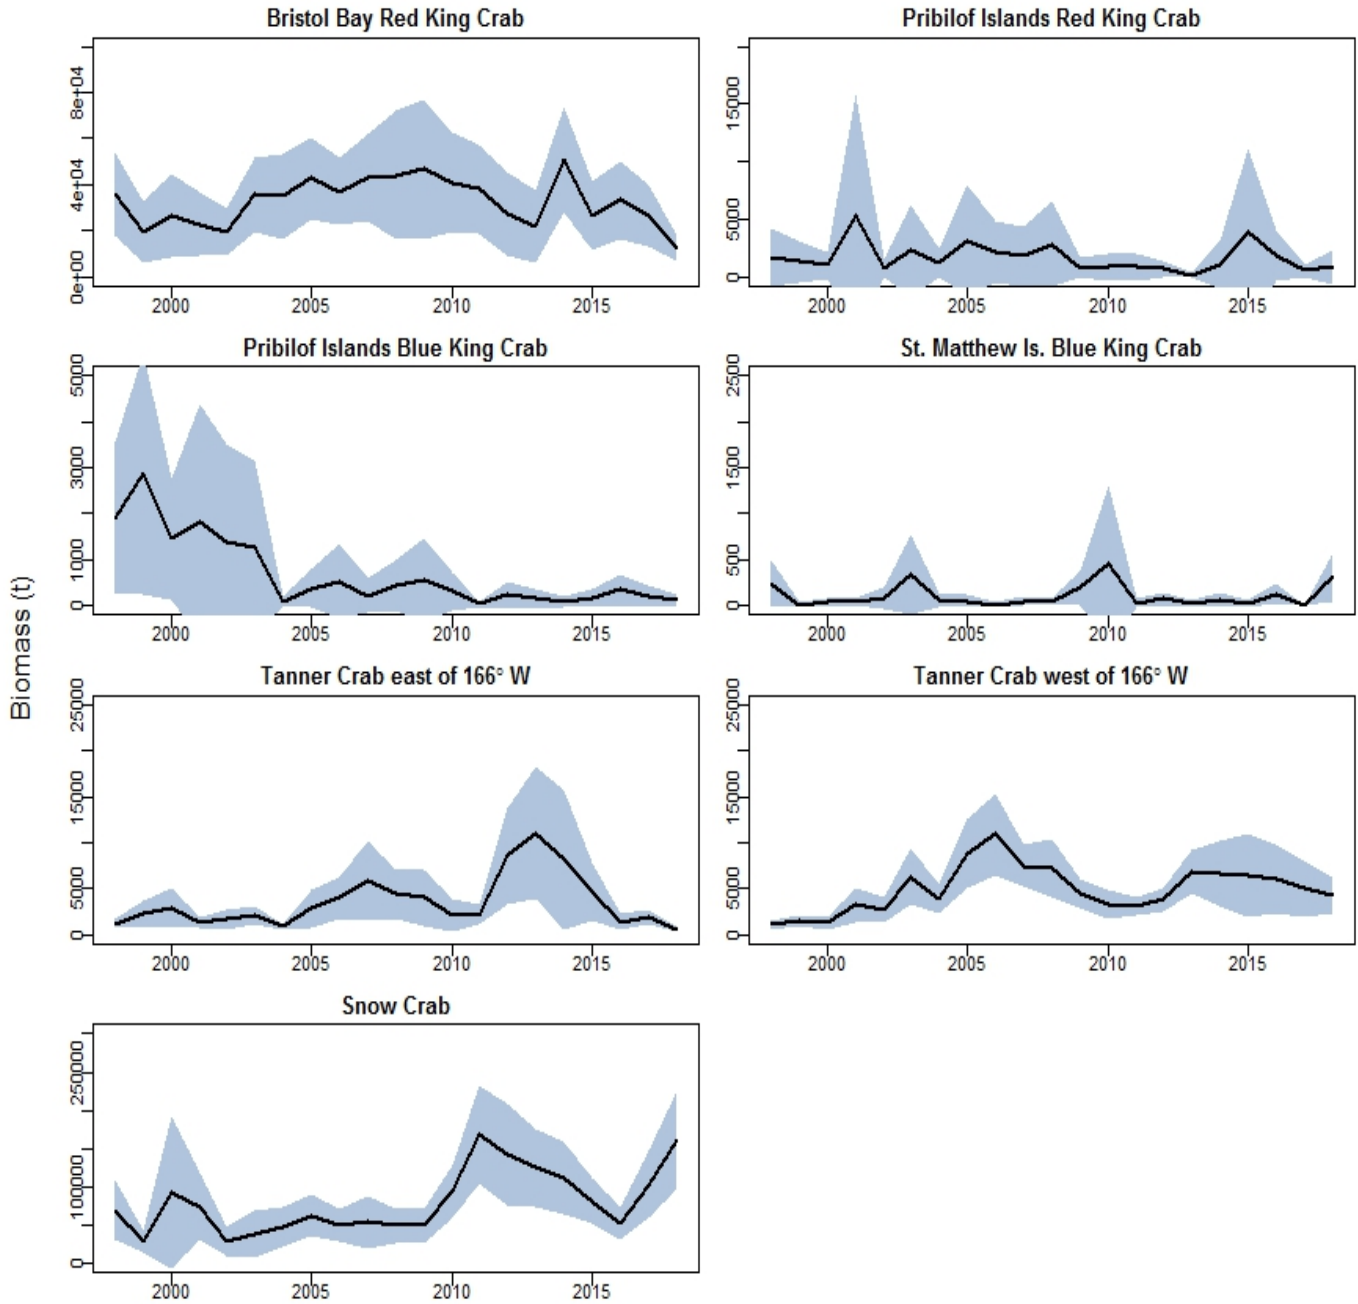 Bristol Bay Red King Crab
8e+04
4e+04
0e+00
2000 2005 2010 2015
Pribilof Islands Red King Crab
15000
5000
0
2000 2005 2010 2015
Pribilof Islands Blue King Crab
5000
3000
1000
0
2000 2005 2010 2015
St. Matthew Is. Blue King Crab
2500
1500
500
0
2000 2005 2010 2015
Biomass (t)
Tanner Crab east of 166° W
25000
15000
5000
0
2000 2005 2010 2015
Tanner Crab west of 166° W
25000
15000
5000
0
2000 2005 2010 2015
Snow Crab
250000
100000
0
2000 2005 2010 2015